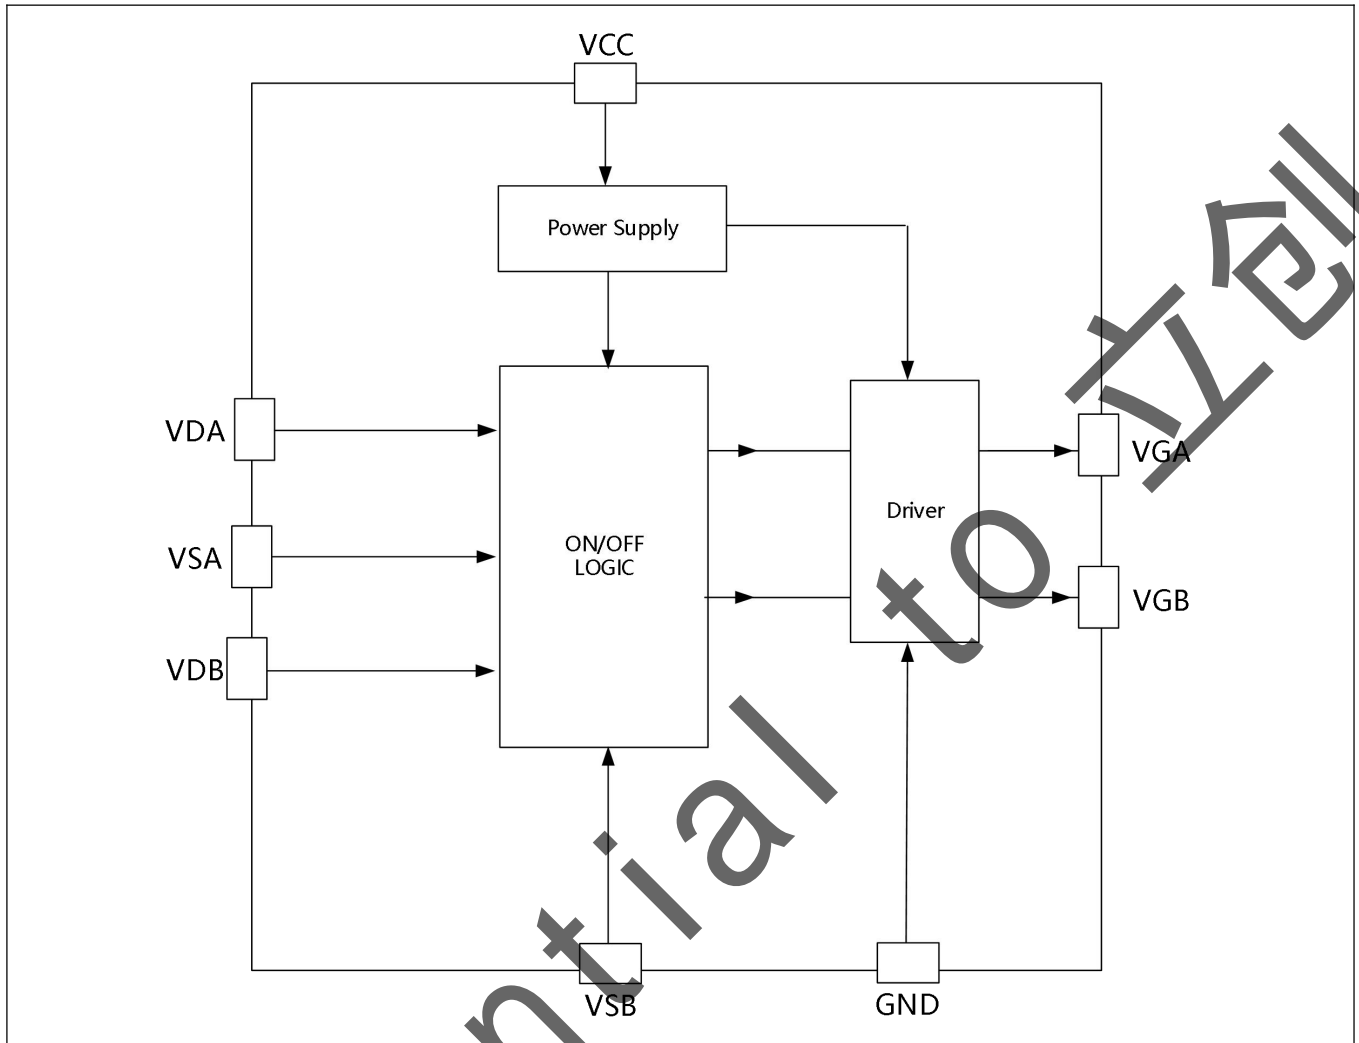 VCC
Power Supply
VDA
VGA
Driver
ON/OFF
LOGIC
VSA
VGB
VDB
VSB
GND
ntial to 立创